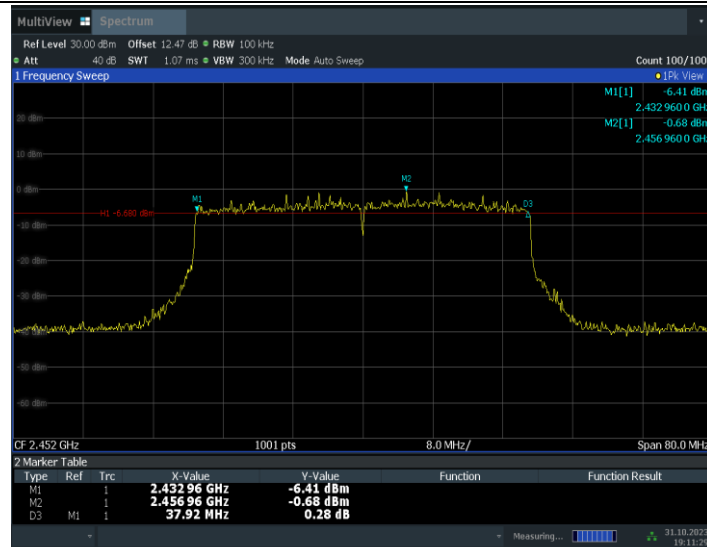 MultiView Spectrum
Ref Level 30.00 dBm Offset 12.47 dB RBW 100 kHz
Att 40 dB SWT 1.07 ms VBW 300 kHz Mode Auto Sweep Count 100/100
1 Frequency Sweep 1Pk View
M1[1] -6.41 dBm
2.432 960 0 GHz
M2[1] -0.68 dBm
2.456 960 0 GHz
20 dBm
10 dBm
0 dBm
M2
M1
D3
H1 -6.680 dBm
-10 dBm
-20 dBm
-30 dBm
-50 dBm
-60 dBm
CF 2.452 GHz 1001 pts 8.0 MHz/ Span 80.0 MHz
2 Marker Table
Type Ref Trc X-Value Y-Value Function Function Result
M1 1 2.432 96 GHz -6.41 dBm
M2 1 2.456 96 GHz -0.68 dBm
D3 M1 1 37.92 MHz 0.28 dB
Measuring... 31.10.2023
19:11:29